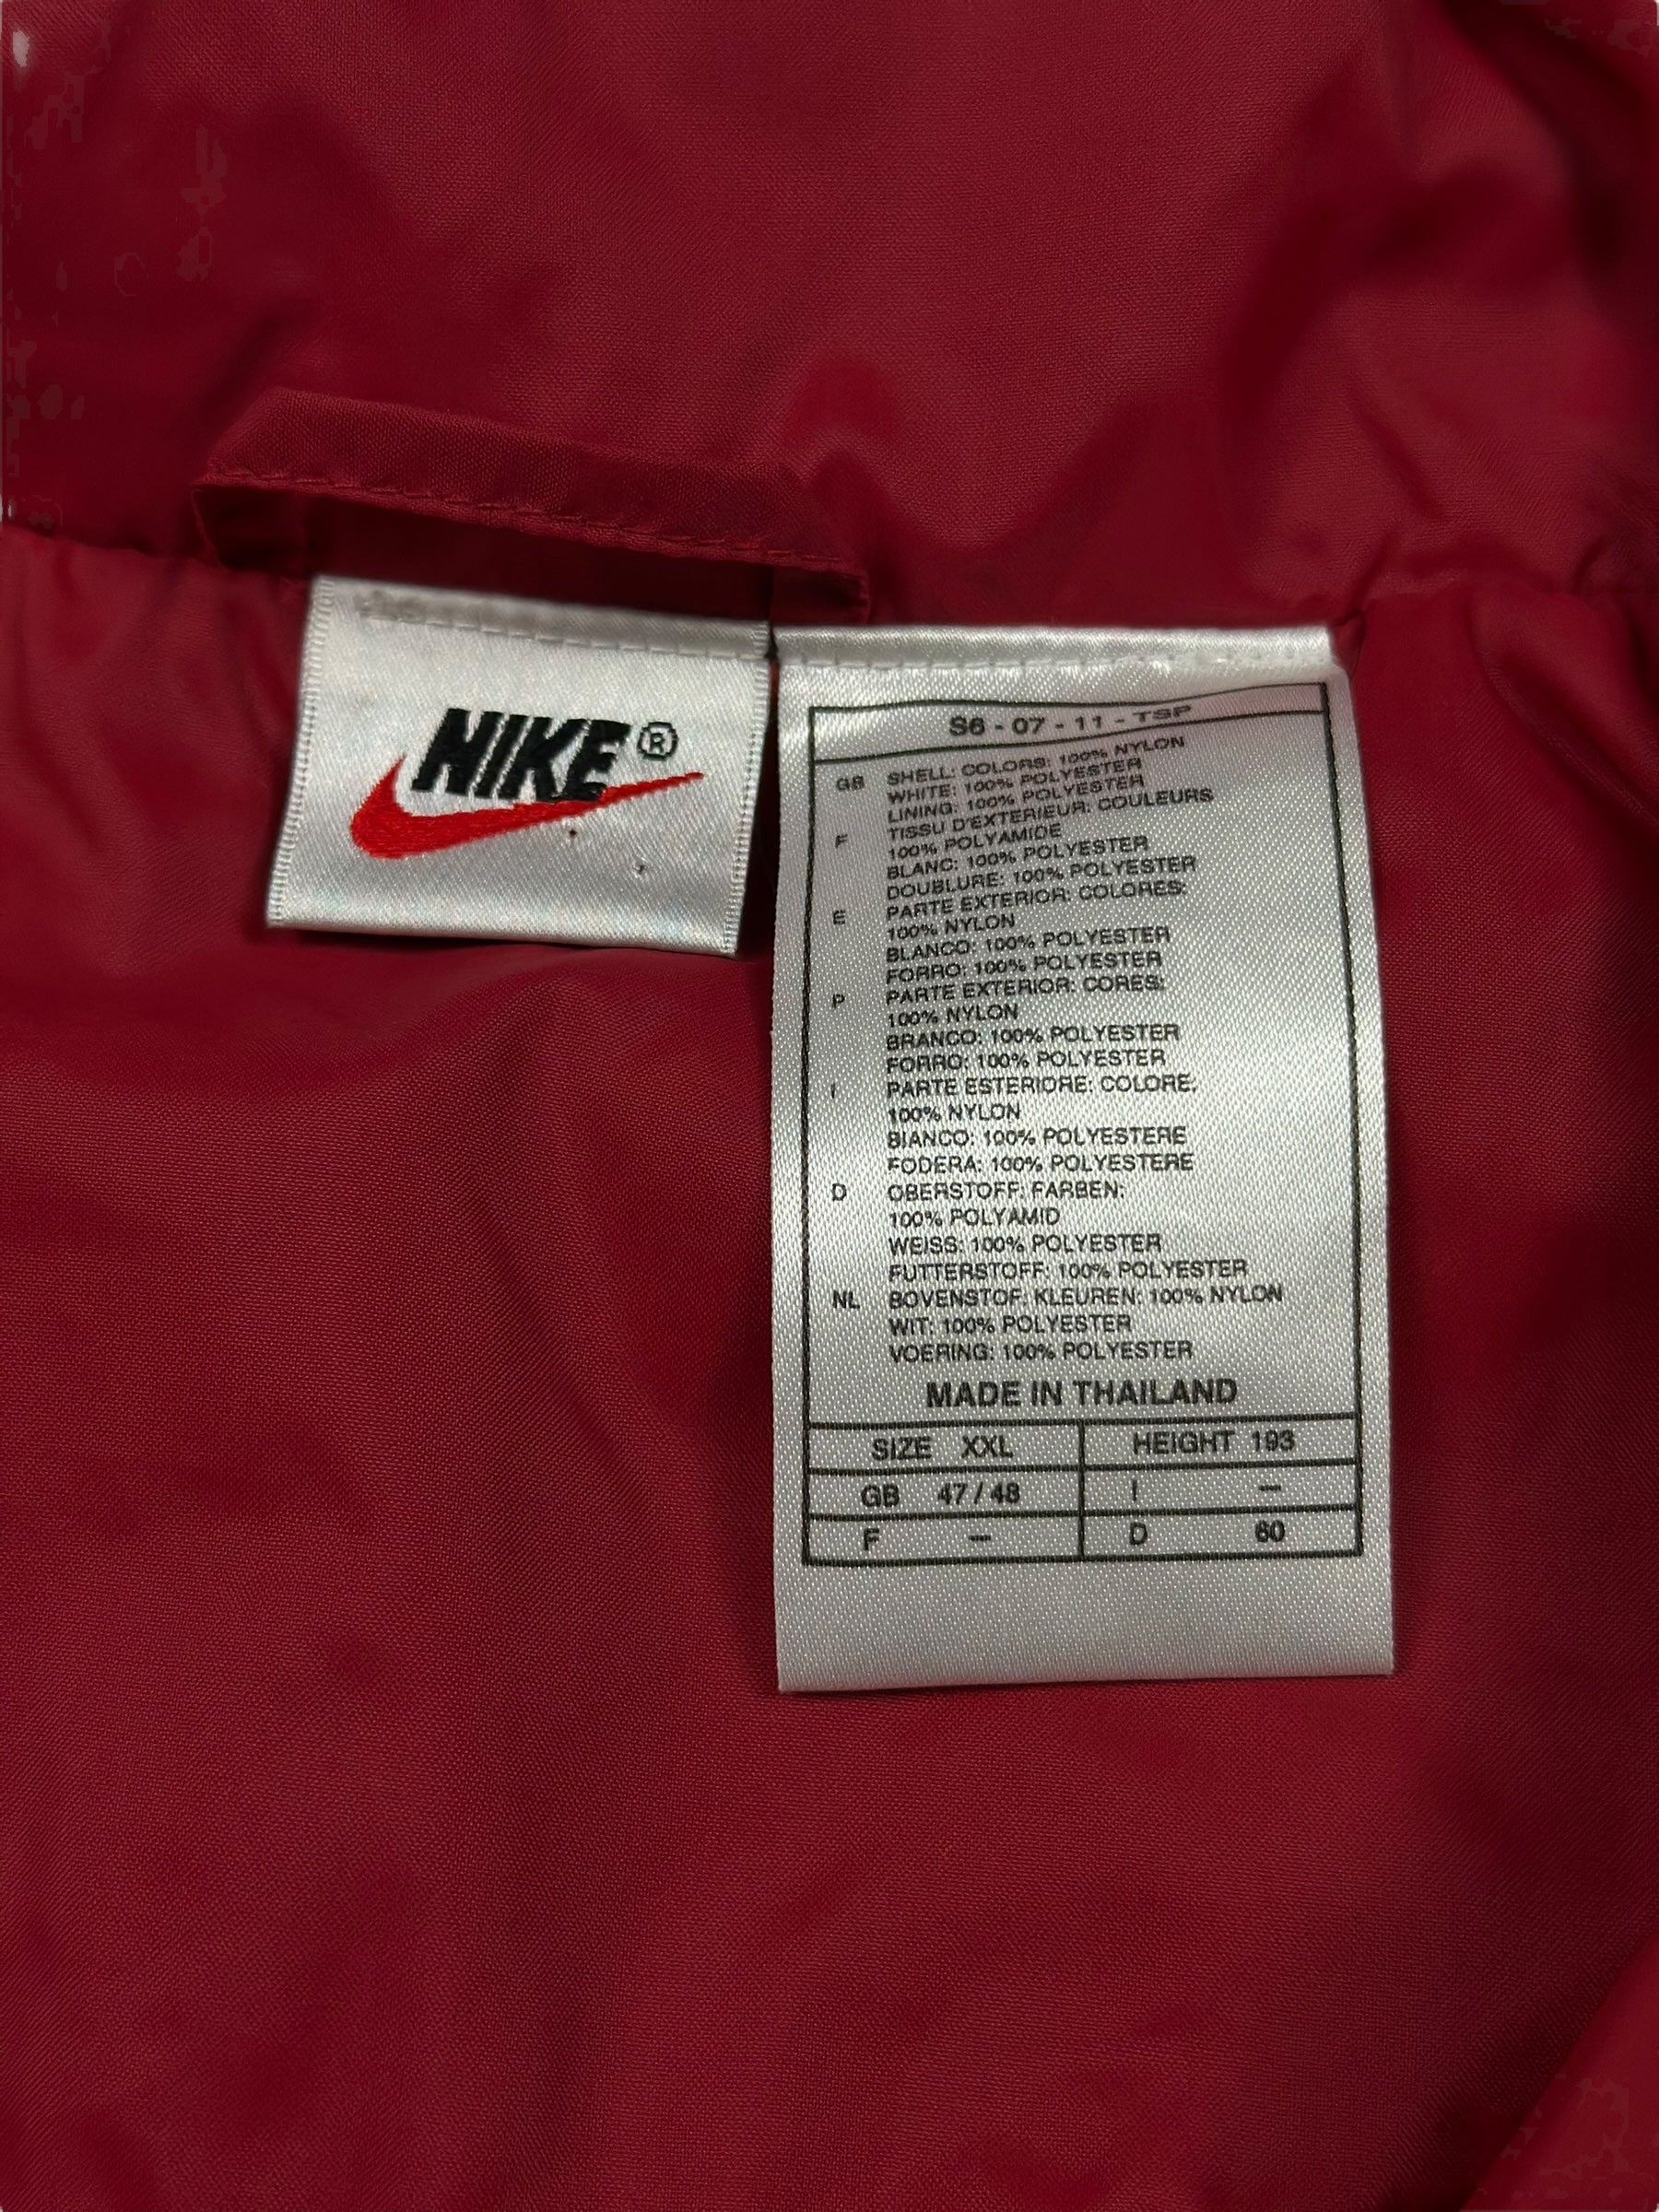 NIKE®
S6 - 07 - 11 - TSP
GB SHELL: COLORS: 100% NYLON
WHITE: 100% POLYESTER
LINING: 100% POLYESTER
F TISSU D'EXTERIEUR: COULEURS
100% POLYAMIDE
BLANC: 100% POLYESTER
DOUBLURE: 100% POLYESTER
E PARTE EXTERIOR: COLORES:
100% NYLON
BLANCO: 100% POLYESTER
FORRO: 100% POLYESTER
P PARTE EXTERIOR: CORES:
100% NYLON
BRANCO: 100% POLYESTER
FORRO: 100% POLYESTER
I PARTE ESTERIORE: COLORE:
100% NYLON
BIANCO: 100% POLYESTERE
FODERA: 100% POLYESTERE
D OBERSTOFF: FARBEN:
100% POLYAMID
WEISS: 100% POLYESTER
FUTTERSTOFF: 100% POLYESTER
NL BOVENSTOF: KLEUREN: 100% NYLON
WIT: 100% POLYESTER
VOERING: 100% POLYESTER
MADE IN THAILAND
SIZE XXL HEIGHT 193
GB 47 / 48 I —
F — D 60